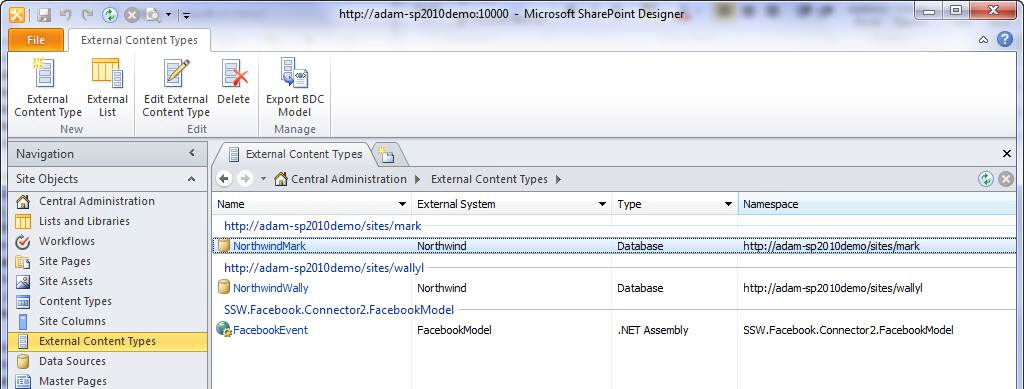 http://adam-sp2010demo:10000 - Microsoft SharePoint Designer
File External Content Types
External Content Type External List Edit External Content Type Delete Export BDC Model
New Edit Manage
Navigation
External Content Types
Site Objects
Central Administration External Content Types
Central Administration
Name External System Type Namespace
Lists and Libraries
http://adam-sp2010demo/sites/mark
Workflows
NorthwindMark Northwind Database http://adam-sp2010demo/sites/mark
Site Pages
http://adam-sp2010demo/sites/wallyl
Site Assets
NorthwindWally Northwind Database http://adam-sp2010demo/sites/wallyl
Content Types
SSW.Facebook.Connector2.FacebookModel
Site Columns
FacebookEvent FacebookModel .NET Assembly SSW.Facebook.Connector2.FacebookModel
External Content Types
Data Sources
Master Pages